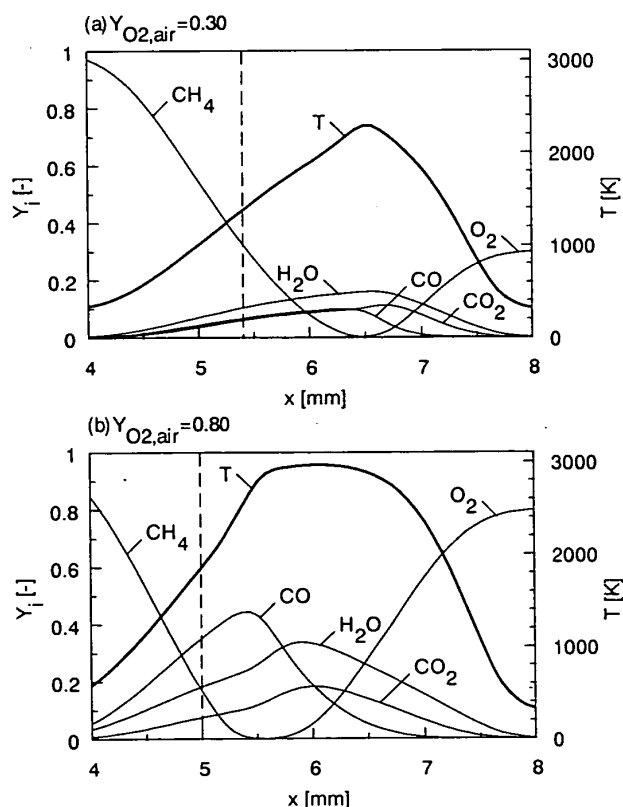 (a) Y_O2,air=0.30
1 3000
CH4
0.8
T
0.6 2000
Yi [-] T [K]
0.4
O2
1000
H2O CO
0.2
CO2
0 0
4 5 6 7 8
x [mm]
(b) Y_O2,air=0.80
1 3000
T
O2
0.8
CH4
0.6 2000
Yi [-] T [K]
CO
0.4
H2O
1000
0.2
CO2
0 0
4 5 6 7 8
x [mm]